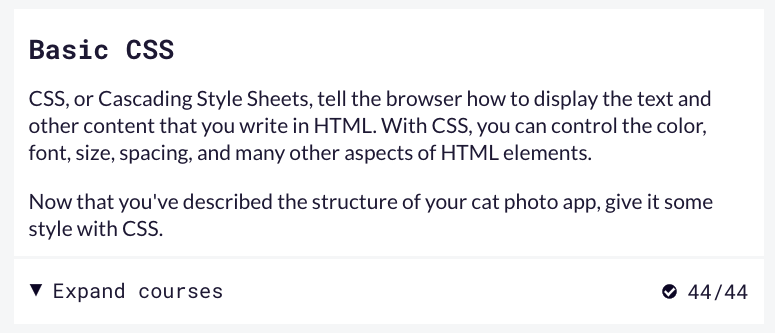 Basic CSS
CSS, or Cascading Style Sheets, tell the browser how to display the text and
other content that you write in HTML. With CSS, you can control the color,
font, size, spacing, and many other aspects of HTML elements.
Now that you've described the structure of your cat photo app, give it some
style with CSS.
Expand courses
44/44